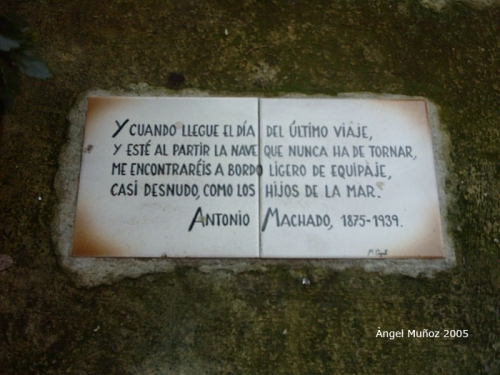 Y CUANDO LLEGUE EL DÍA DEL ÚLTIMO VIAJE,
Y ESTÉ AL PARTIR LA NAVE QUE NUNCA HA DE TORNAR,
ME ENCONTRARÉIS A BORDO LIGERO DE EQUIPAJE,
CASI DESNUDO, COMO LOS HIJOS DE LA MAR.
ANTONIO MACHADO, 1875-1939.
Ángel Muñoz 2005